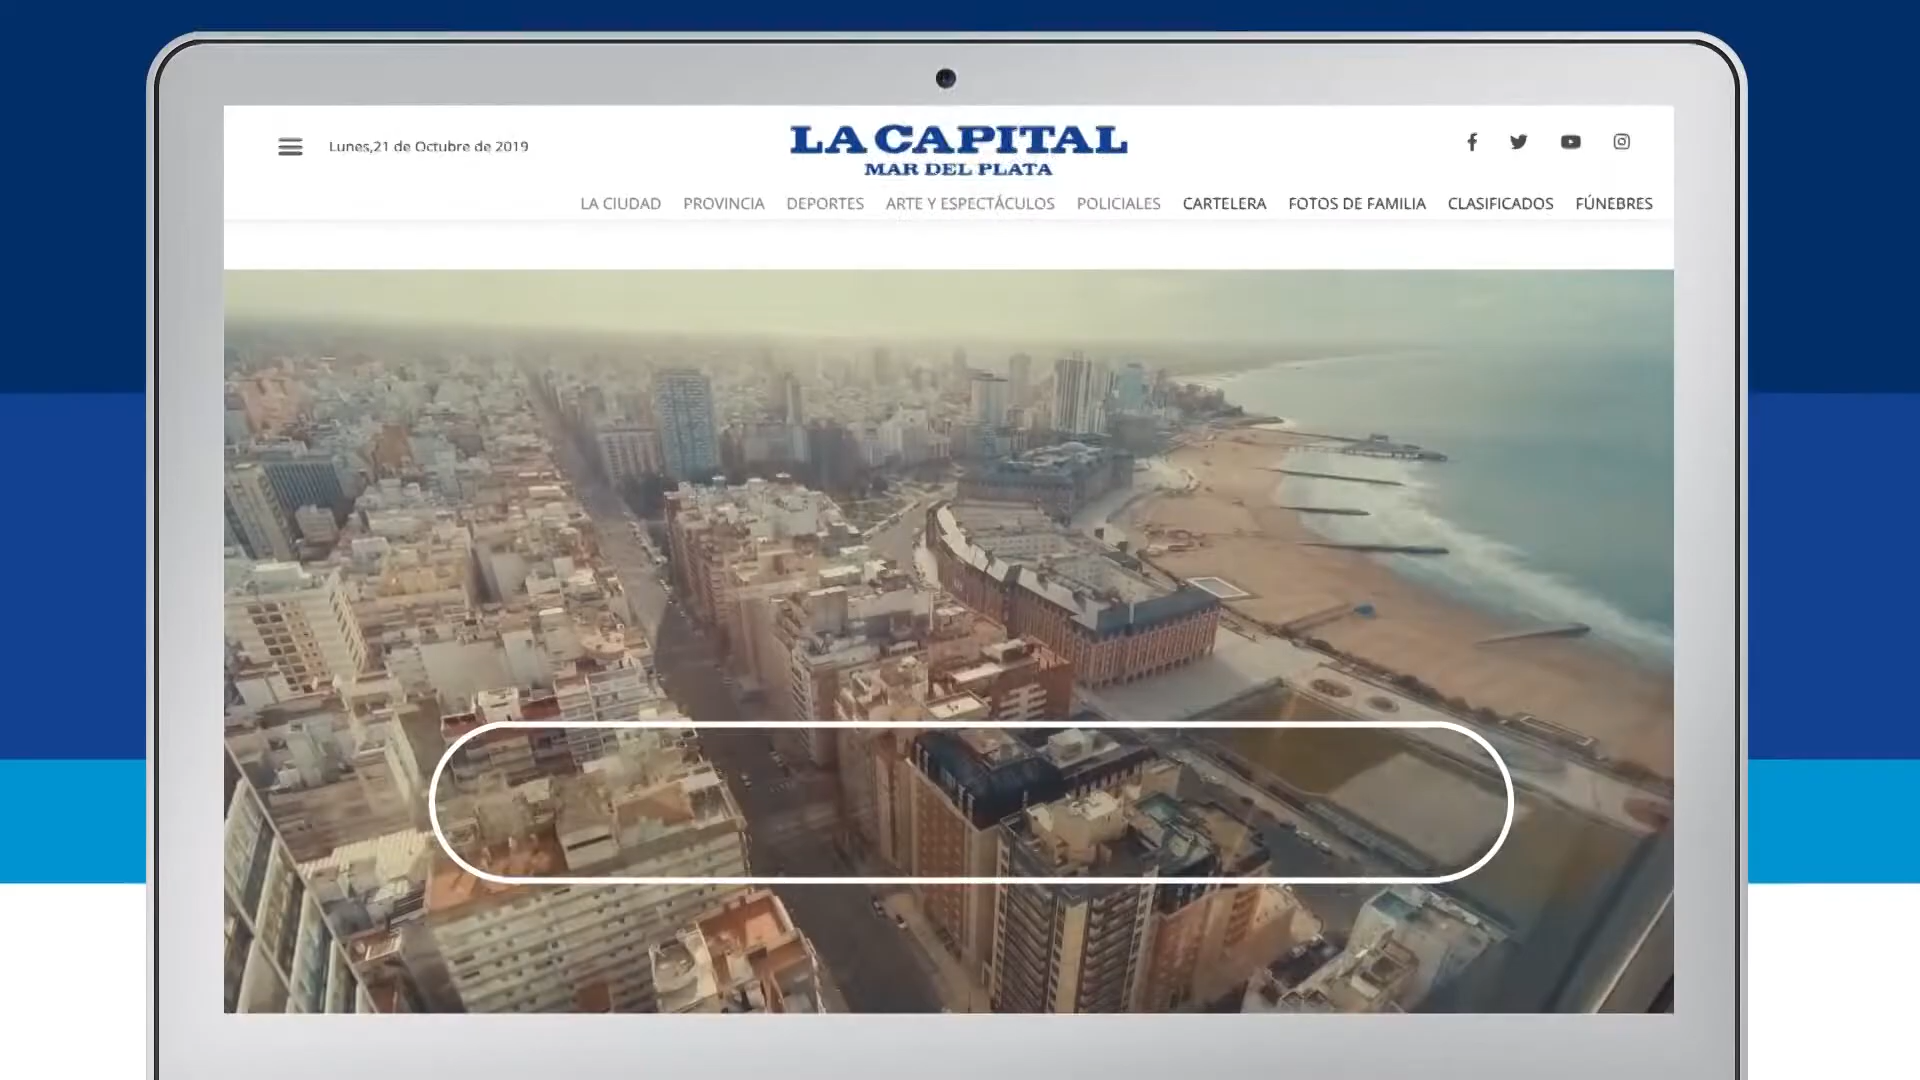 Lunes,21 de Octubre de 2019
LA CAPITAL
MAR DEL PLATA
LA CIUDAD PROVINCIA DEPORTES ARTE Y ESPECTÁCULOS POLICIALES CARTELERA FOTOS DE FAMILIA CLASIFICADOS FÚNEBRES